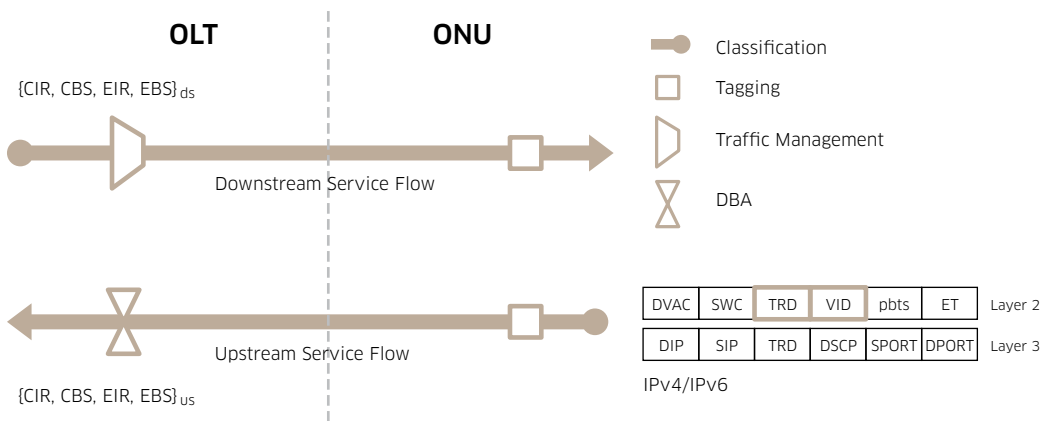 OLT
ONU
{CIR, CBS, EIR, EBS} ds
Downstream Service Flow
Upstream Service Flow
{CIR, CBS, EIR, EBS} us
Classification
Tagging
Traffic Management
DBA
DVAC SWC TRD VID pbts ET Layer 2
DIP SIP TRD DSCP SPORT DPORT Layer 3
IPv4/IPv6